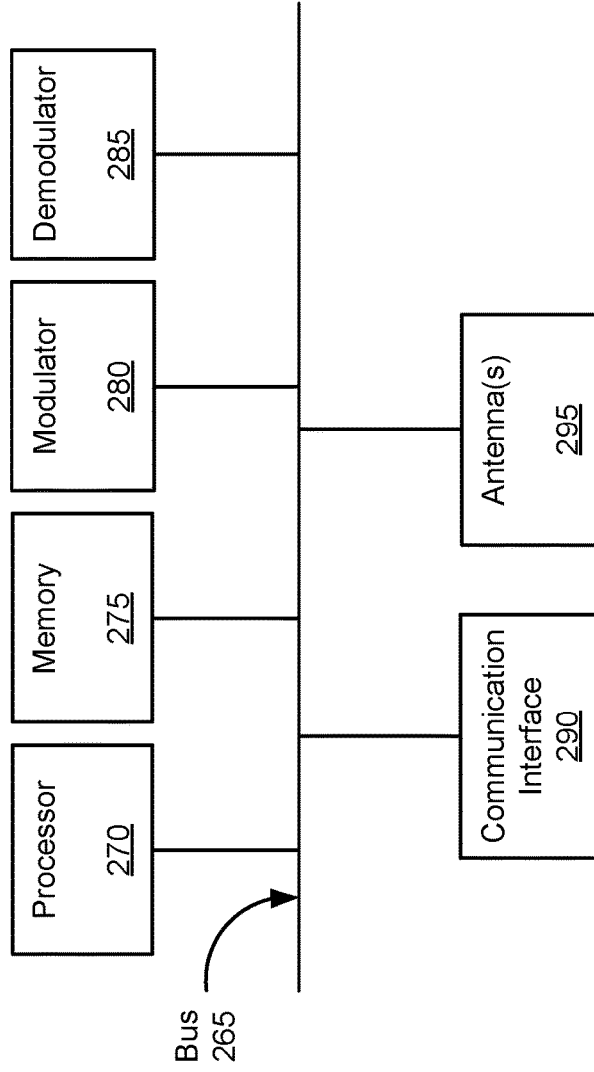 Processor
270
Memory
275
Modulator
280
Demodulator
285
Bus
265
Communication
Interface
290
Antenna(s)
295